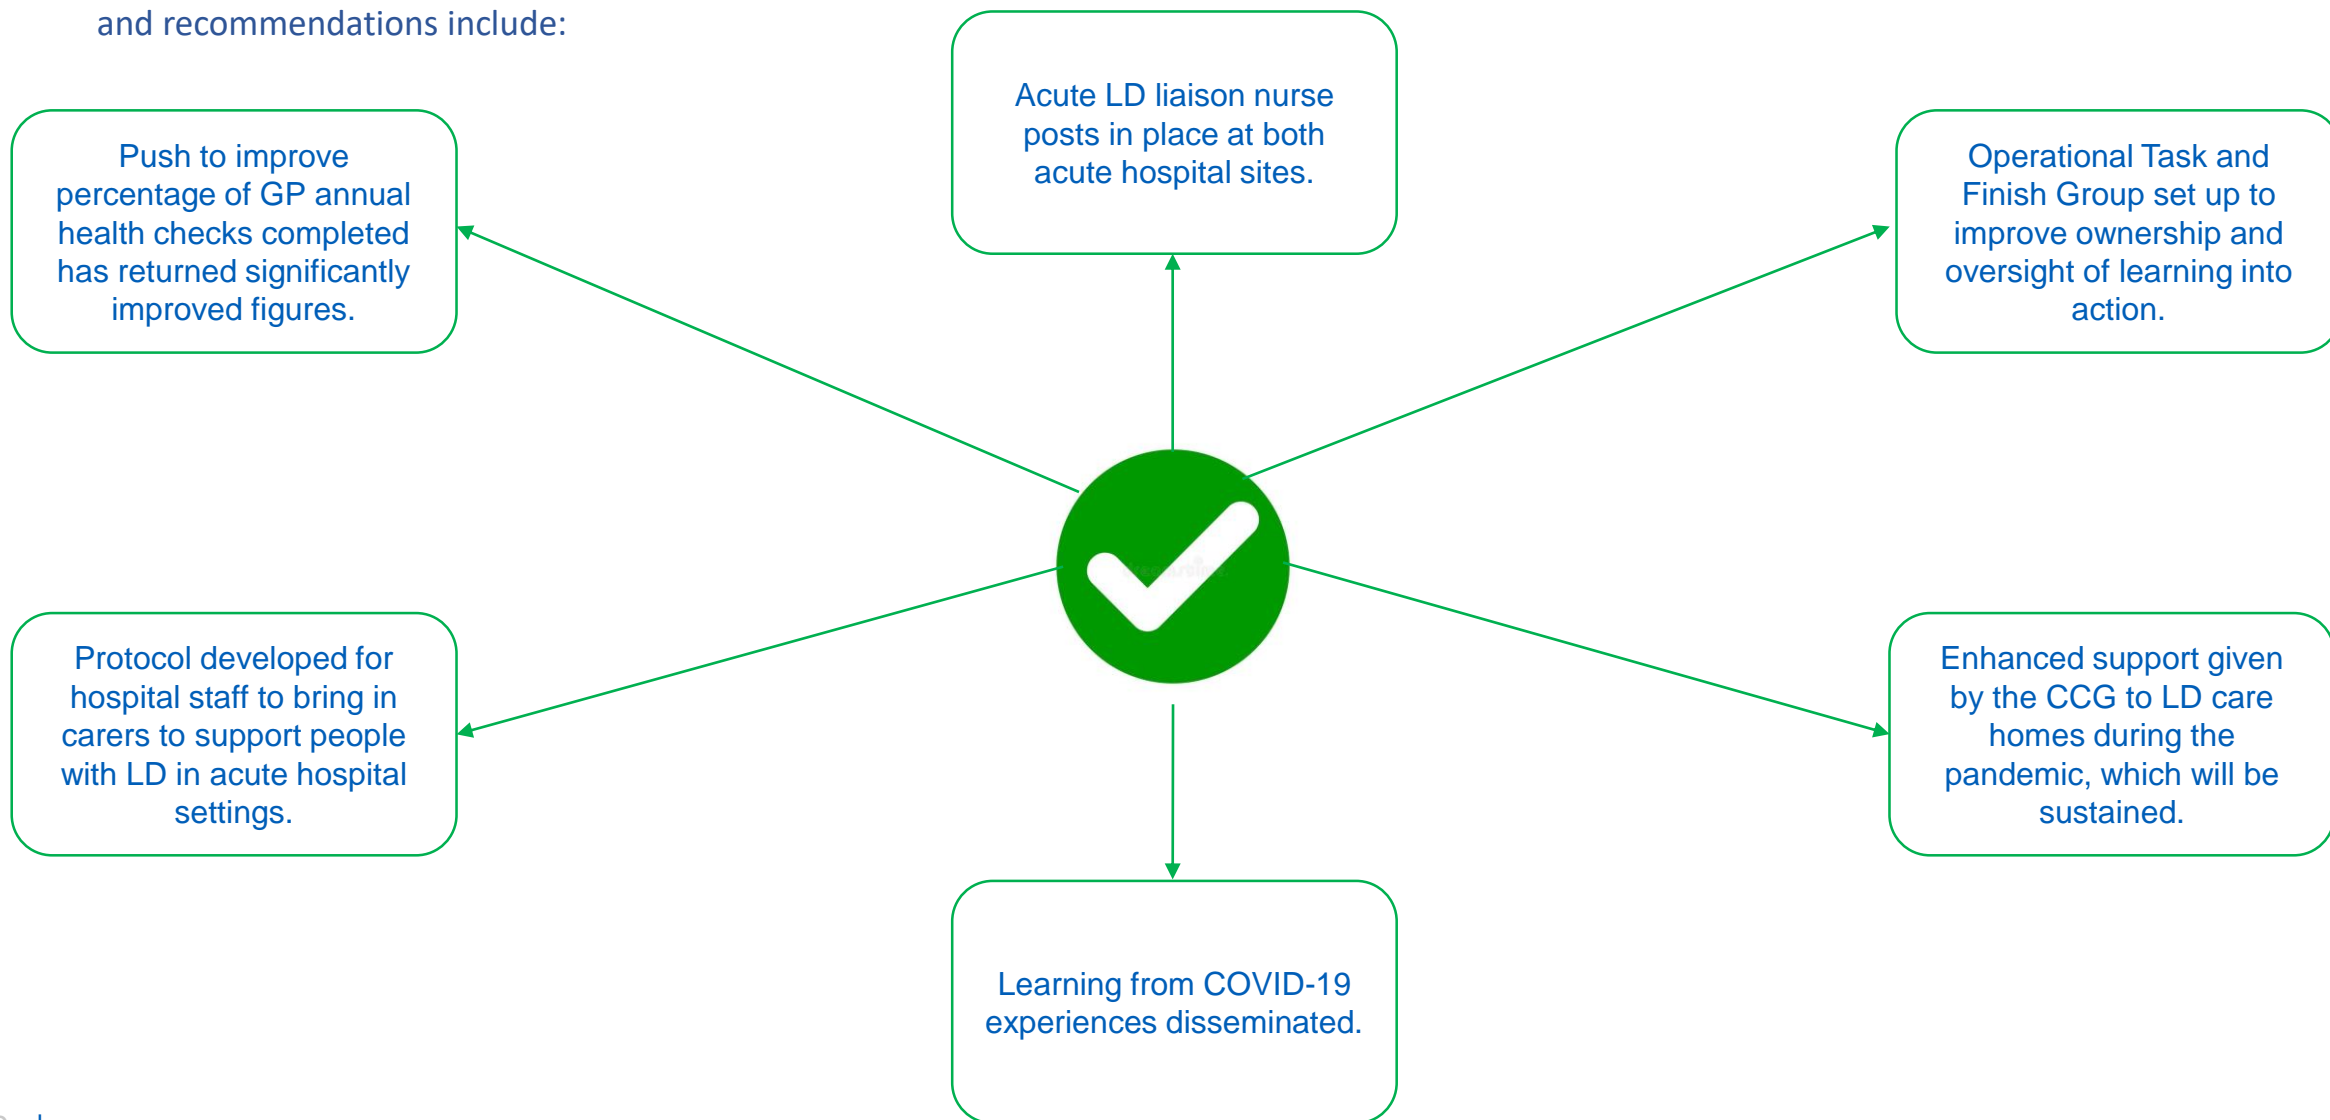 and recommendations include:
Acute LD liaison nurse
posts in place at both
acute hospital sites.
Push to improve
percentage of GP annual
health checks completed
has returned significantly
improved figures.
Operational Task and
Finish Group set up to
improve ownership and
oversight of learning into
action.
Protocol developed for
hospital staff to bring in
carers to support people
with LD in acute hospital
settings.
Enhanced support given
by the CCG to LD care
homes during the
pandemic, which will be
sustained.
Learning from COVID-19
experiences disseminated.